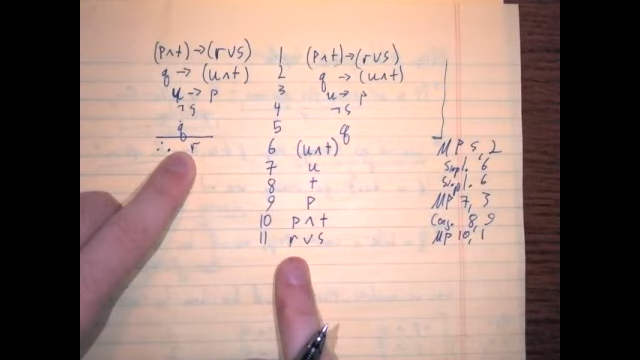 (p∧t)→(r∨s)
q→(u∧t)
u→p
¬s
q
∴ r
1 (p∧t)→(r∨s)
2 q→(u∧t)
3 u→p
4 ¬s
5 q
6 (u∧t) MP 5, 2
7 u Simpl. 6
8 t Simpl. 6
9 p MP 7, 3
10 p∧t Conj. 8, 9
11 r∨s MP 10, 1